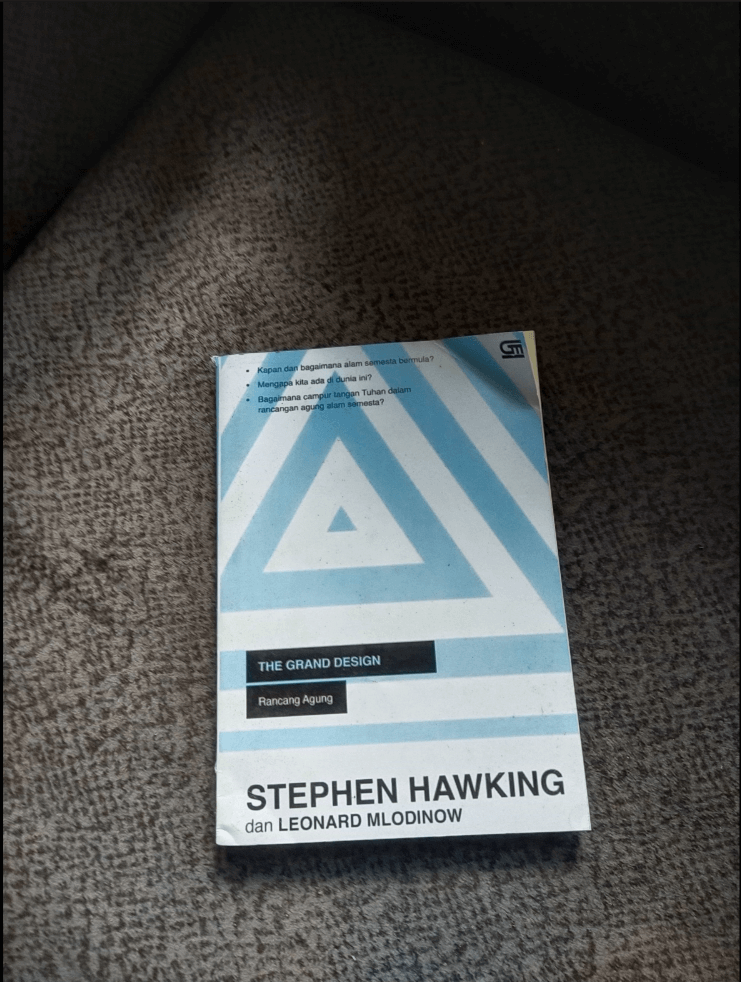 GM
• Kapan dan bagaimana alam semesta bermula?
• Mengapa kita ada di dunia ini?
• Bagaimana campur tangan Tuhan dalam
rancangan agung alam semesta?
THE GRAND DESIGN
Rancang Agung
STEPHEN HAWKING
dan LEONARD MLODINOW